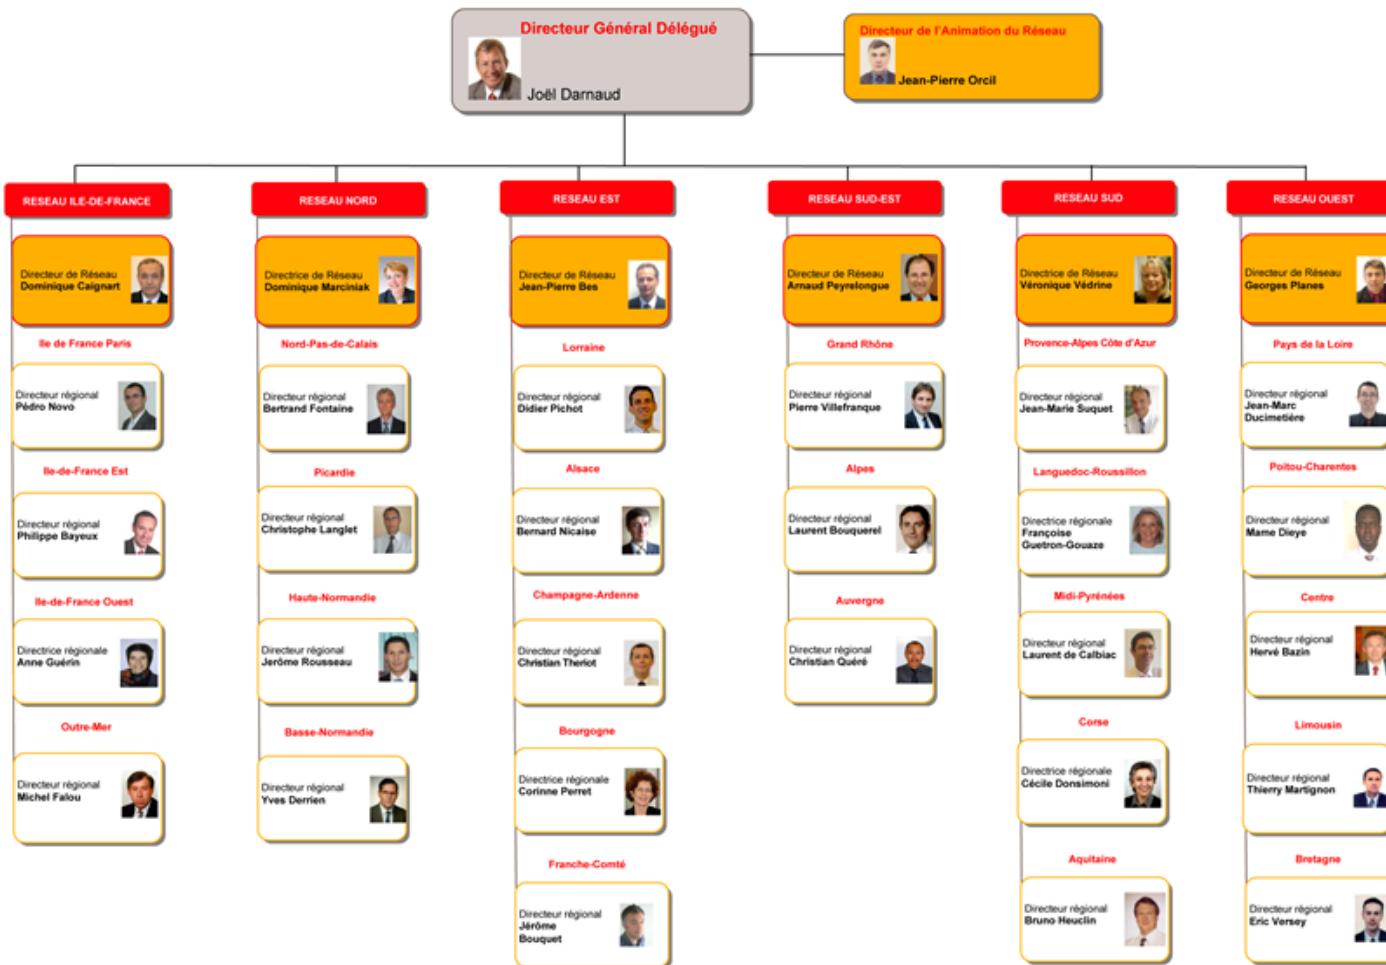 Directeur Général Délégué
Joël Darnaud
Directeur de l'Animation du Réseau
Jean-Pierre Orcil
RESEAU ILE-DE-FRANCE
Directeur de Réseau
Dominique Caignart
Ile de France Paris
Directeur régional
Pédro Novo
Ile-de-France Est
Directeur régional
Philippe Bayeux
Ile-de-France Ouest
Directrice régionale
Anne Guérin
Outre-Mer
Directeur régional
Michel Falou
RESEAU NORD
Directrice de Réseau
Dominique Marciniak
Nord-Pas-de-Calais
Directeur régional
Bertrand Fontaine
Picardie
Directeur régional
Christophe Langlet
Haute-Normandie
Directeur régional
Jerôme Rousseau
Basse-Normandie
Directeur régional
Yves Derrien
RESEAU EST
Directeur de Réseau
Jean-Pierre Bes
Lorraine
Directeur régional
Didier Pichot
Alsace
Directeur régional
Bernard Nicaise
Champagne-Ardenne
Directeur régional
Christian Theriot
Bourgogne
Directrice régionale
Corinne Perret
Franche-Comté
Directeur régional
Jérôme
Bouquet
RESEAU SUD-EST
Directeur de Réseau
Arnaud Peyrelongue
Grand Rhône
Directeur régional
Pierre Villefranque
Alpes
Directeur régional
Laurent Bouquerel
Auvergne
Directeur régional
Christian Quéré
RESEAU SUD
Directrice de Réseau
Véronique Védrine
Provence-Alpes Côte d'Azur
Directeur régional
Jean-Marie Suquet
Languedoc-Roussillon
Directrice régionale
Françoise
Guetron-Gouaze
Midi-Pyrénées
Directeur régional
Laurent de Calbiac
Corse
Directrice régionale
Cécile Donsimoni
Aquitaine
Directeur régional
Bruno Heuclin
RESEAU OUEST
Directeur de Réseau
Georges Planes
Pays de la Loire
Directeur régional
Jean-Marc
Ducimetière
Poitou-Charentes
Directeur régional
Mame Dieye
Centre
Directeur régional
Hervé Bazin
Limousin
Directeur régional
Thierry Martignon
Bretagne
Directeur régional
Eric Versey